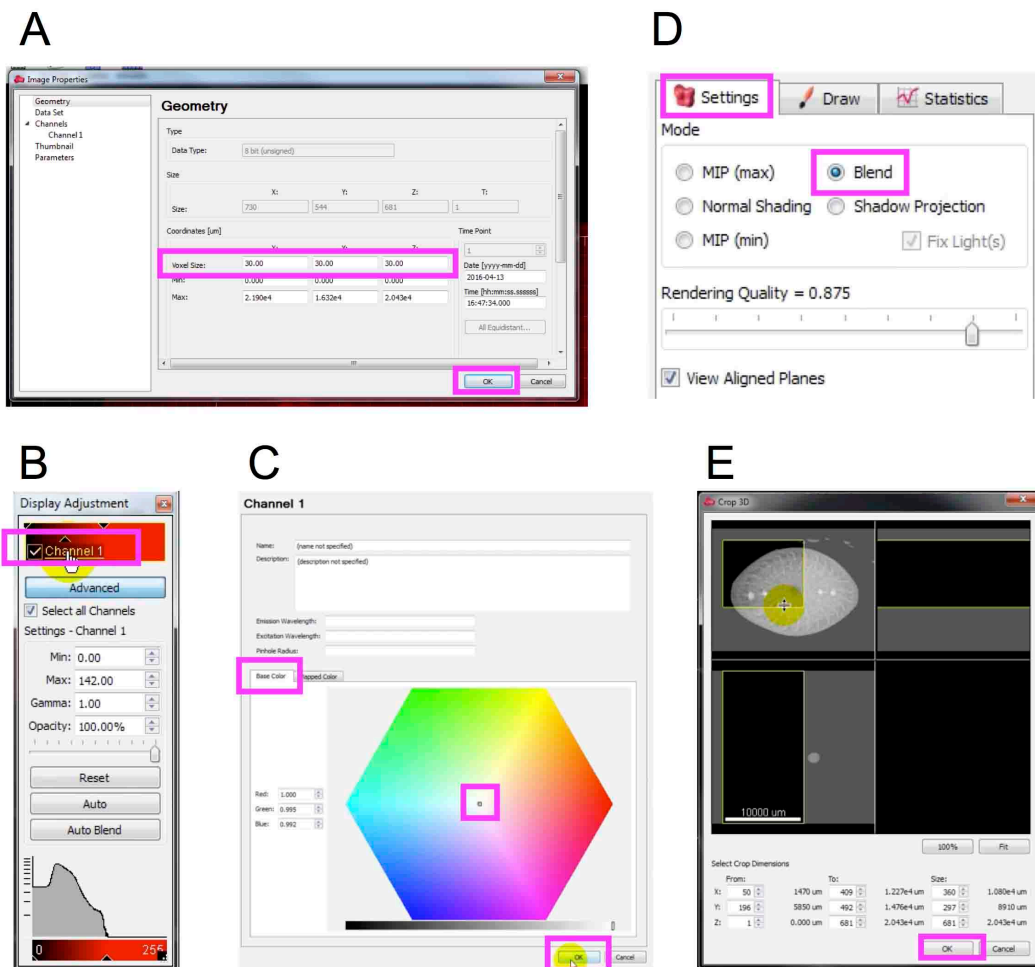 A
Image Properties
Geometry
Data Set
Channels
Channel 1
Thumbnail
Parameters
Geometry
Type
Data Type: 8 bit (unsigned)
Size
X: Y: Z: T:
Size: 730 544 681 1
Coordinates [um]
Time Point
Voxel Size: 30.00 30.00 30.00
1
Min: 0.000 0.000 0.000
Max: 2.190e4 1.632e4 2.043e4
Date [yyyy-mm-dd]
2016-04-13
Time [hh:mm:ss.ssssss]
16:47:34.000
All Equidistant...
OK Cancel
D
Settings Draw Statistics
Mode
MIP (max) Blend
Normal Shading Shadow Projection
MIP (min) Fix Light(s)
Rendering Quality = 0.875
View Aligned Planes
B
Display Adjustment
Channel 1
Advanced
Select all Channels
Settings - Channel 1
Min: 0.00
Max: 142.00
Gamma: 1.00
Opacity: 100.00%
Reset
Auto
Auto Blend
0 255
C
Channel 1
Name: (name not specified)
Description: (description not specified)
Emission Wavelength:
Excitation Wavelength:
Pinhole Radius:
Base Color Mapped Color
Red: 1.000
Green: 0.995
Blue: 0.992
OK Cancel
E
Crop 3D
10000 um
100% Fit
Select Crop Dimensions
From: To: Size:
X: 50 1470 um 409 1.227e4 um 360 1.080e4 um
Y: 196 5850 um 492 1.476e4 um 297 8910 um
Z: 1 0.000 um 681 2.043e4 um 681 2.043e4 um
OK Cancel